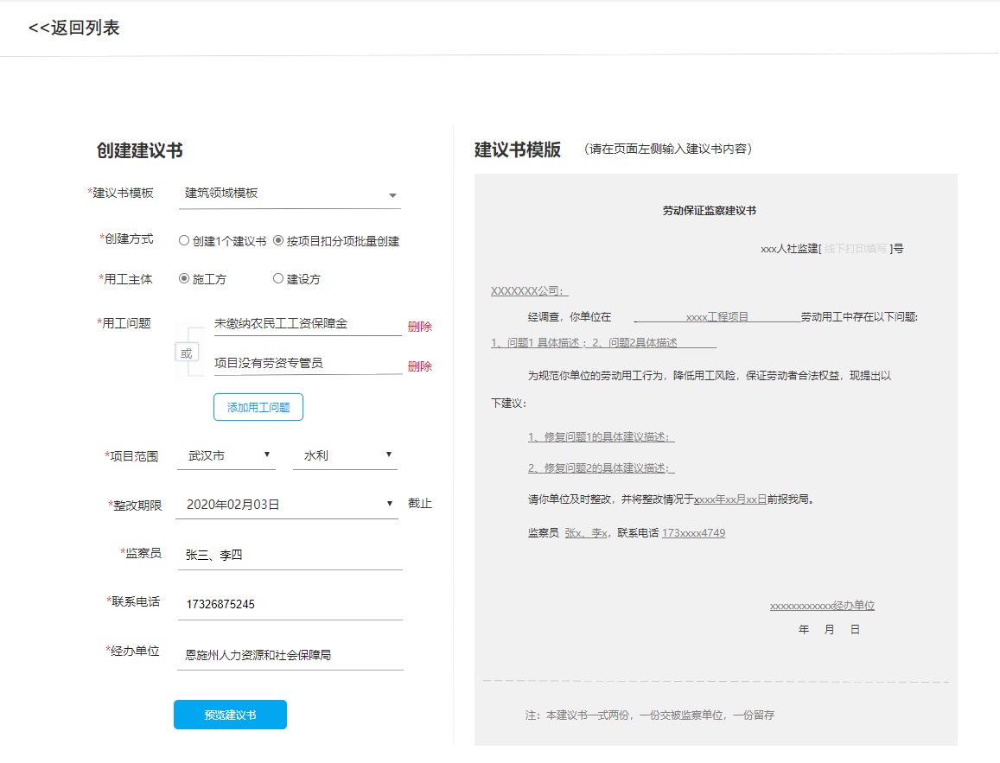 <<返回列表
创建建议书
*建议书模板 建筑领域模板
*创建方式 创建1个建议书 按项目扣分项批量创建
*用工主体 施工方 建设方
*用工问题 未缴纳农民工工资保障金 删除
或
项目没有劳资专管员 删除
添加用工问题
*项目范围 武汉市 水利
*整改期限 2020年02月03日 截止
*监察员 张三、李四
*联系电话 17326875245
*经办单位 恩施州人力资源和社会保障局
预览建议书
建议书模版 （请在页面左侧输入建议书内容）
劳动保证监察建议书
xxx人社监建[ 线下打印填写 ]号
XXXXXXX公司：
经调查，你单位在 xxxx工程项目 劳动用工中存在以下问题:
1、问题1 具体描述 ；2、问题2具体描述
为规范你单位的劳动用工行为，降低用工风险，保证劳动者合法权益，现提出以
下建议：
1、修复问题1的具体建议描述；
2、修复问题2的具体建议描述；
请你单位及时整改，并将整改情况于xxxx年xx月xx日前报我局。
监察员 张x、李x，联系电话 173xxxx4749
xxxxxxxxxxxx经办单位
年 月 日
注：本建议书一式两份，一份交被监察单位，一份留存